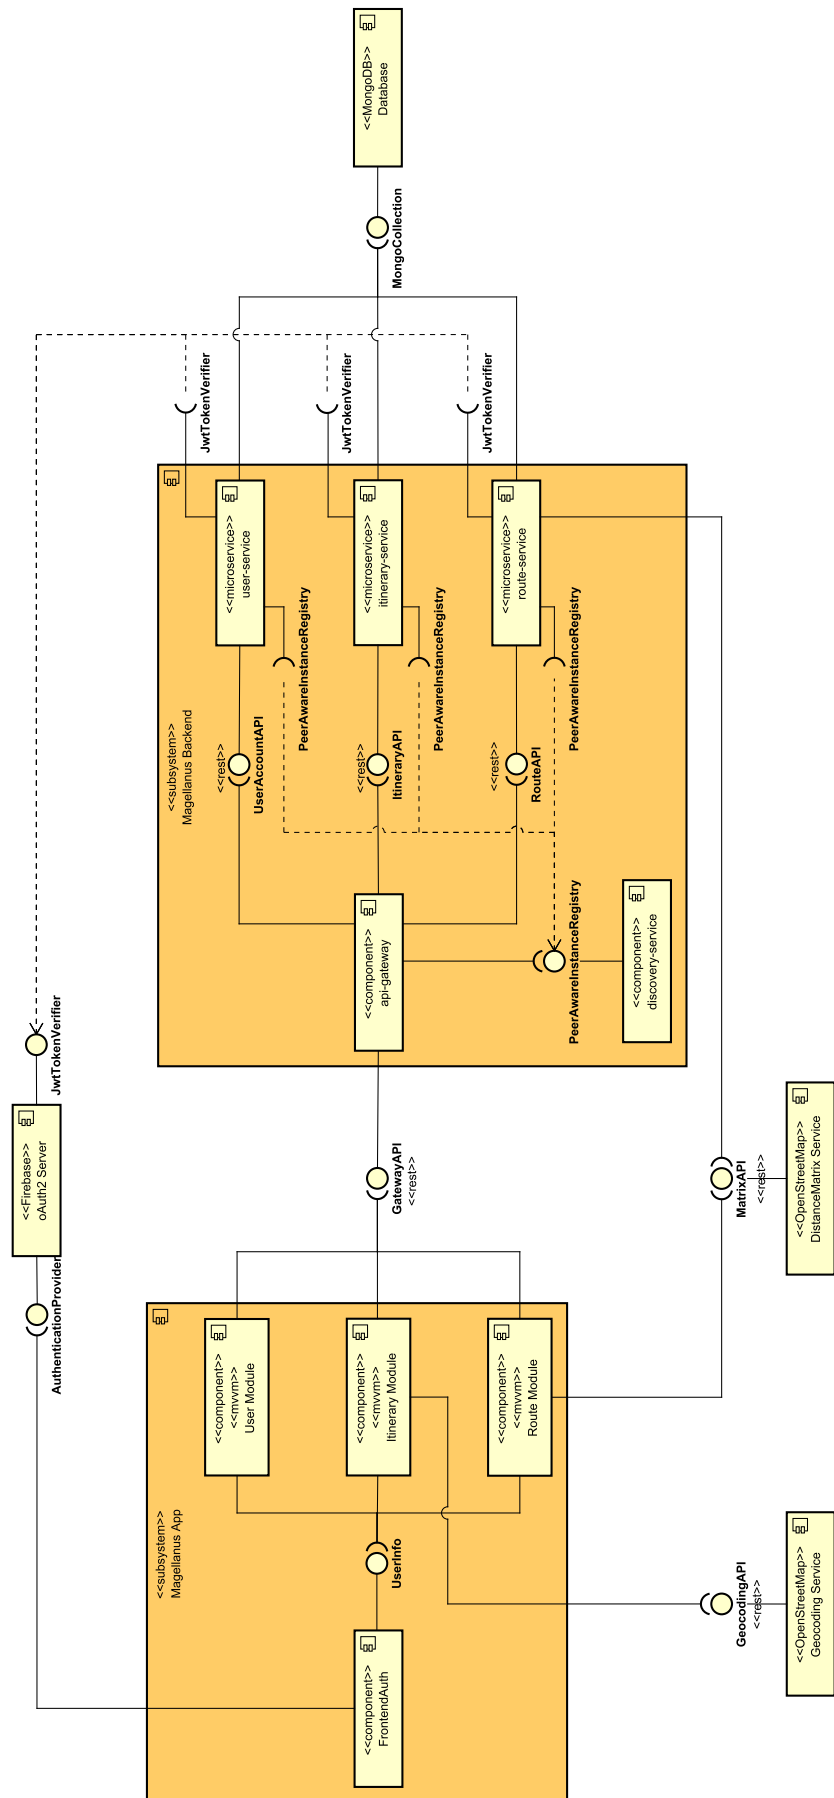 <<MongoDB>>
Database
MongoCollection
JwtTokenVerifier
JwtTokenVerifier
JwtTokenVerifier
<<subsystem>>
Magellanus Backend
<<microservice>>
user-service
<<microservice>>
itinerary-service
<<microservice>>
route-service
PeerAwareInstanceRegistry
PeerAwareInstanceRegistry
PeerAwareInstanceRegistry
<<rest>>
UserAccountAPI
<<rest>>
ItineraryAPI
<<rest>>
RouteAPI
<<component>>
api-gateway
PeerAwareInstanceRegistry
<<component>>
discovery-service
JwtTokenVerifier
<<Firebase>>
oAuth2 Server
AuthenticationProvider
GatewayAPI
<<rest>>
MatrixAPI
<<rest>>
<<OpenStreetMap>>
DistanceMatrix Service
<<subsystem>>
Magellanus App
<<component>>
<<mvvm>>
User Module
<<component>>
<<mvvm>>
Itinerary Module
<<component>>
<<mvvm>>
Route Module
UserInfo
<<component>>
FrontendAuth
GeocodingAPI
<<rest>>
<<OpenStreetMap>>
Geocoding Service